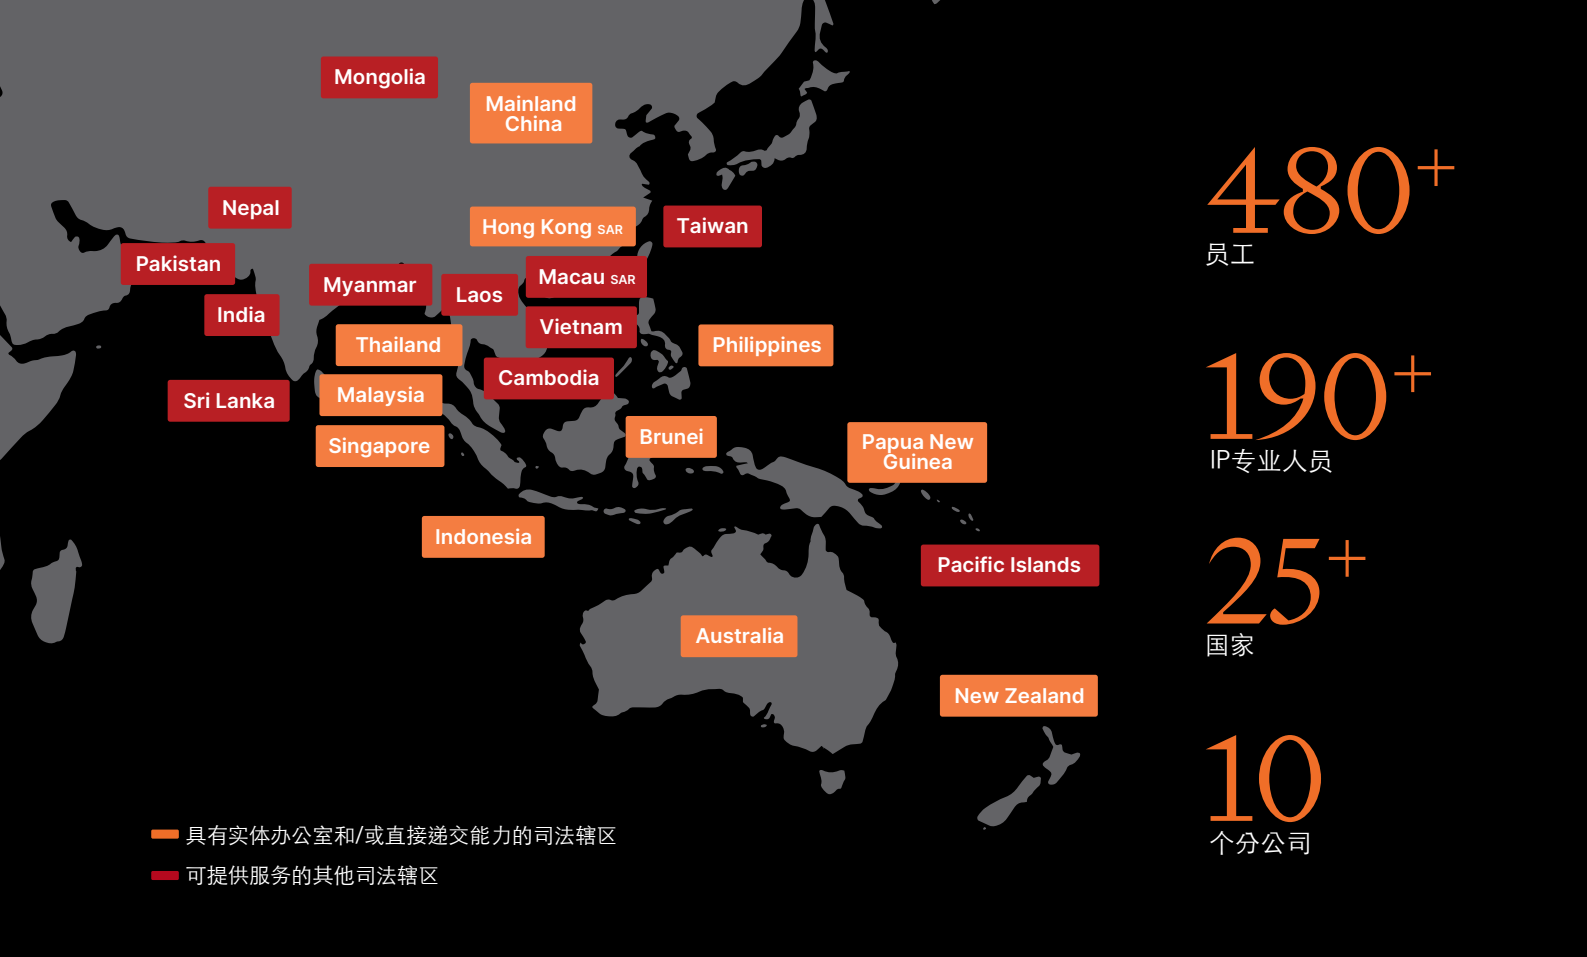 Mongolia
Mainland
China
Nepal
Hong Kong SAR
Taiwan
Pakistan
Myanmar
Laos
Macau SAR
India
Vietnam
Thailand
Philippines
Cambodia
Malaysia
Sri Lanka
Singapore
Brunei
Papua New
Guinea
Indonesia
Pacific Islands
Australia
New Zealand
具有实体办公室和/或直接递交能力的司法辖区
可提供服务的其他司法辖区
480+
员工
190+
IP专业人员
25+
国家
10
个分公司